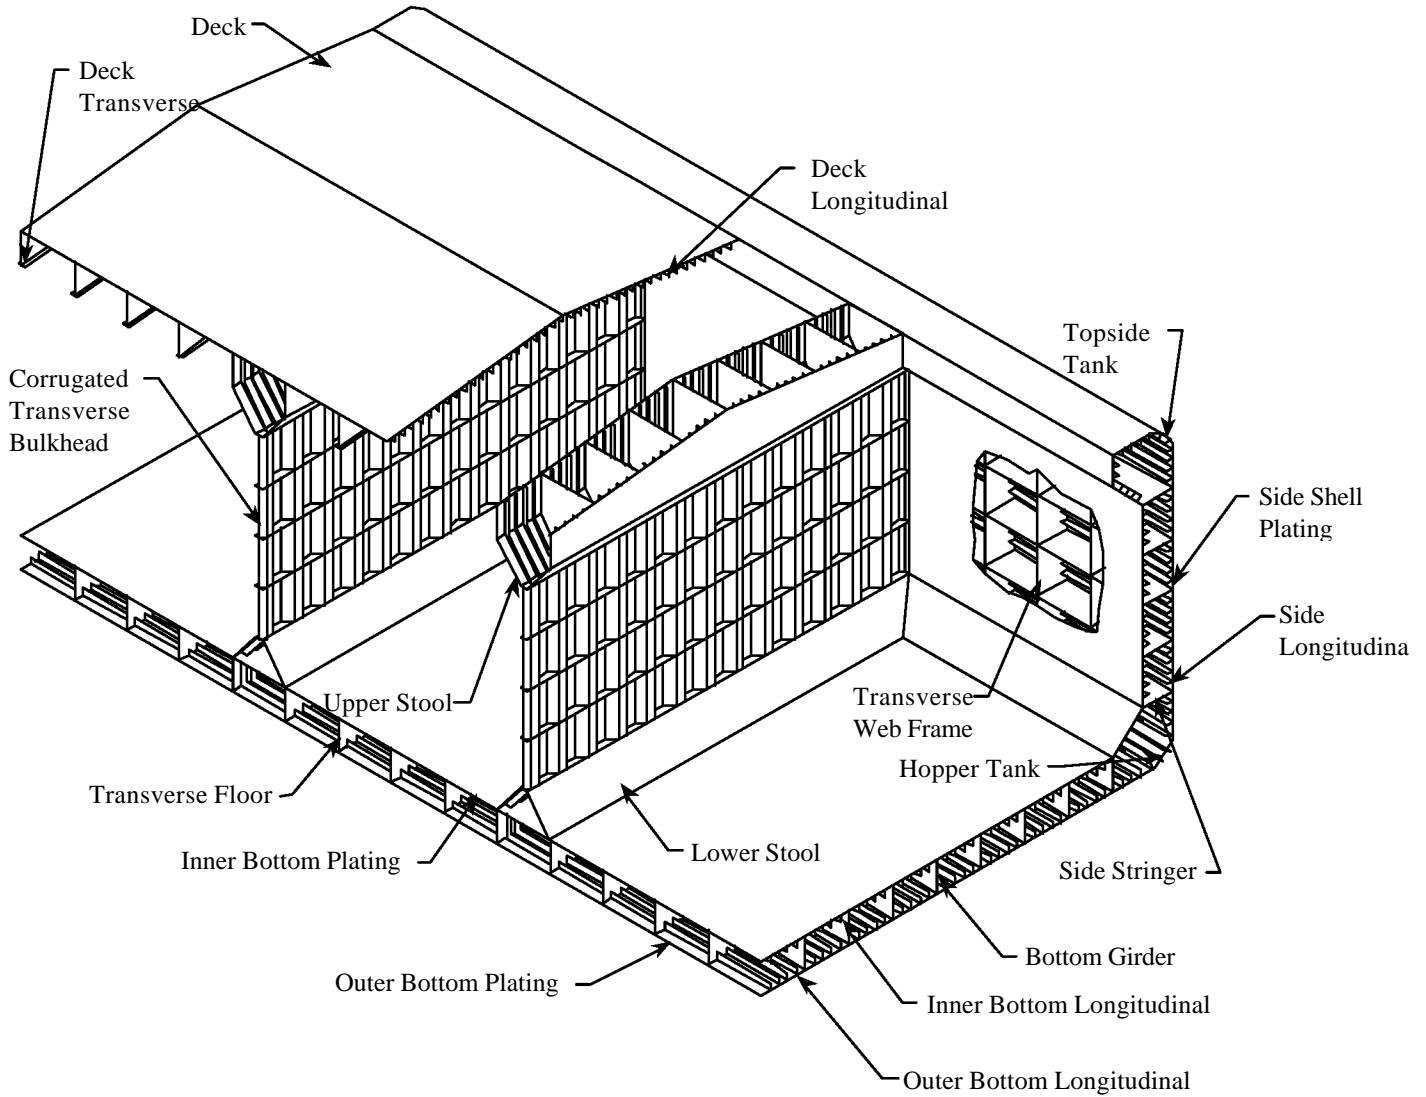 Deck
Deck
Transverse
Deck
Longitudinal
Topside
Tank
Corrugated
Transverse
Bulkhead
Side Shell
Plating
Side
Longitudina
Upper Stool
Transverse
Web Frame
Hopper Tank
Transverse Floor
Inner Bottom Plating
Lower Stool
Side Stringer
Outer Bottom Plating
Bottom Girder
Inner Bottom Longitudinal
Outer Bottom Longitudinal